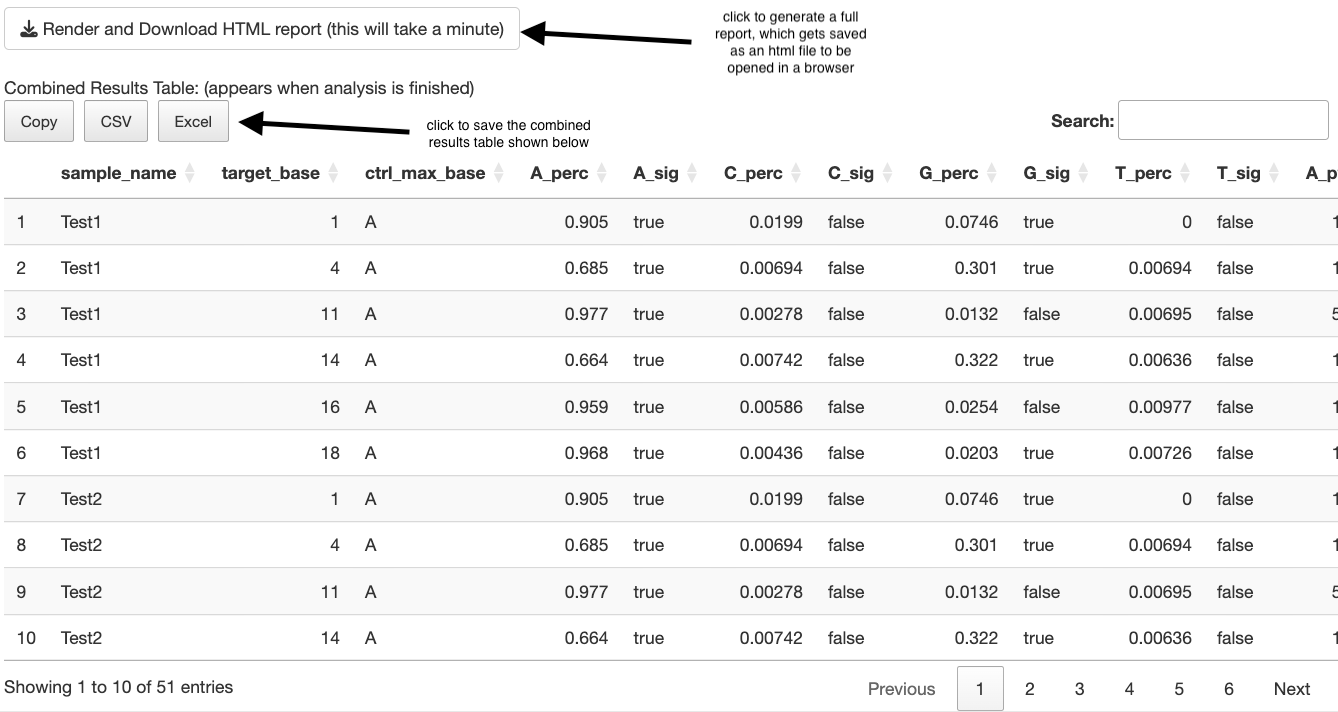 Render and Download HTML report (this will take a minute)
click to generate a full
report, which gets saved
as an html file to be
opened in a browser
Combined Results Table: (appears when analysis is finished)
Copy CSV Excel
click to save the combined
results table shown below
Search:
sample_name target_base ctrl_max_base A_perc A_sig C_perc C_sig G_perc G_sig T_perc T_sig
1 Test1 1 A 0.905 true 0.0199 false 0.0746 true 0 false
2 Test1 4 A 0.685 true 0.00694 false 0.301 true 0.00694 false
3 Test1 11 A 0.977 true 0.00278 false 0.0132 false 0.00695 false
4 Test1 14 A 0.664 true 0.00742 false 0.322 true 0.00636 false
5 Test1 16 A 0.959 true 0.00586 false 0.0254 false 0.00977 false
6 Test1 18 A 0.968 true 0.00436 false 0.0203 true 0.00726 false
7 Test2 1 A 0.905 true 0.0199 false 0.0746 true 0 false
8 Test2 4 A 0.685 true 0.00694 false 0.301 true 0.00694 false
9 Test2 11 A 0.977 true 0.00278 false 0.0132 false 0.00695 false
10 Test2 14 A 0.664 true 0.00742 false 0.322 true 0.00636 false
Showing 1 to 10 of 51 entries
Previous 1 2 3 4 5 6 Next